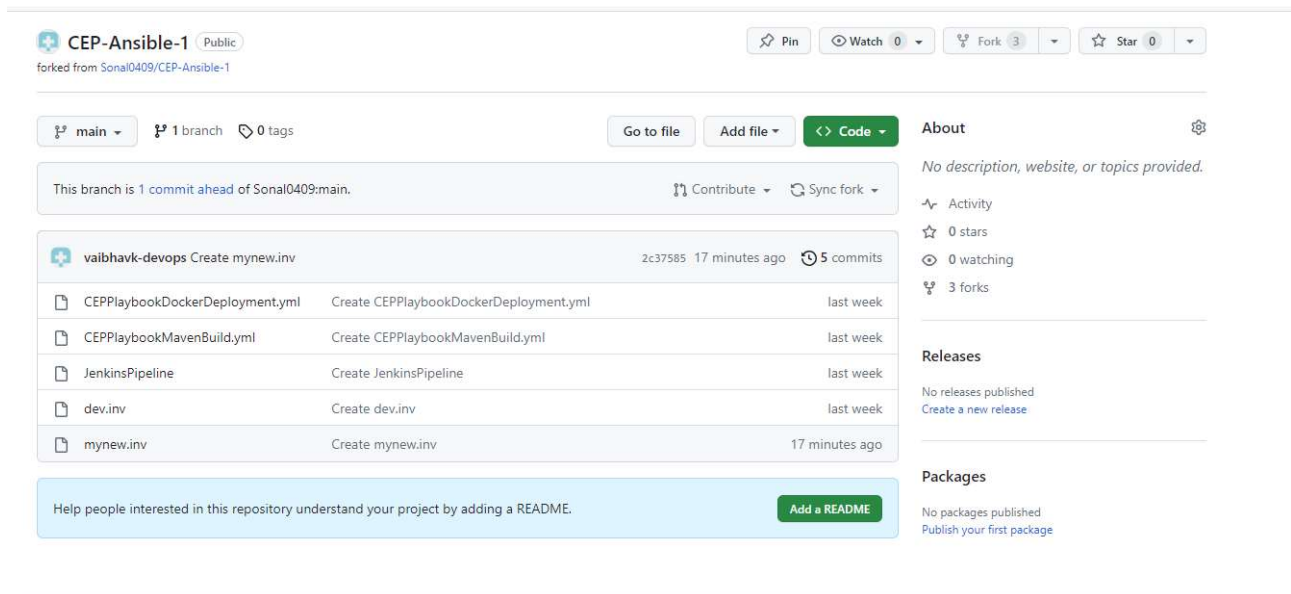 CEP-Ansible-1 Public
Pin Watch 0 Fork 3 Star 0
forked from Sonal0409/CEP-Ansible-1
main 1 branch 0 tags
Go to file Add file <> Code
This branch is 1 commit ahead of Sonal0409:main.
Contribute Sync fork
vaibhavk-devops Create mynew.inv 2c37585 17 minutes ago 5 commits
CEPPlaybookDockerDeployment.yml Create CEPPlaybookDockerDeployment.yml last week
CEPPlaybookMavenBuild.yml Create CEPPlaybookMavenBuild.yml last week
JenkinsPipeline Create JenkinsPipeline last week
dev.inv Create dev.inv last week
mynew.inv Create mynew.inv 17 minutes ago
Help people interested in this repository understand your project by adding a README. Add a README
About
No description, website, or topics provided.
Activity
0 stars
0 watching
3 forks
Releases
No releases published
Create a new release
Packages
No packages published
Publish your first package